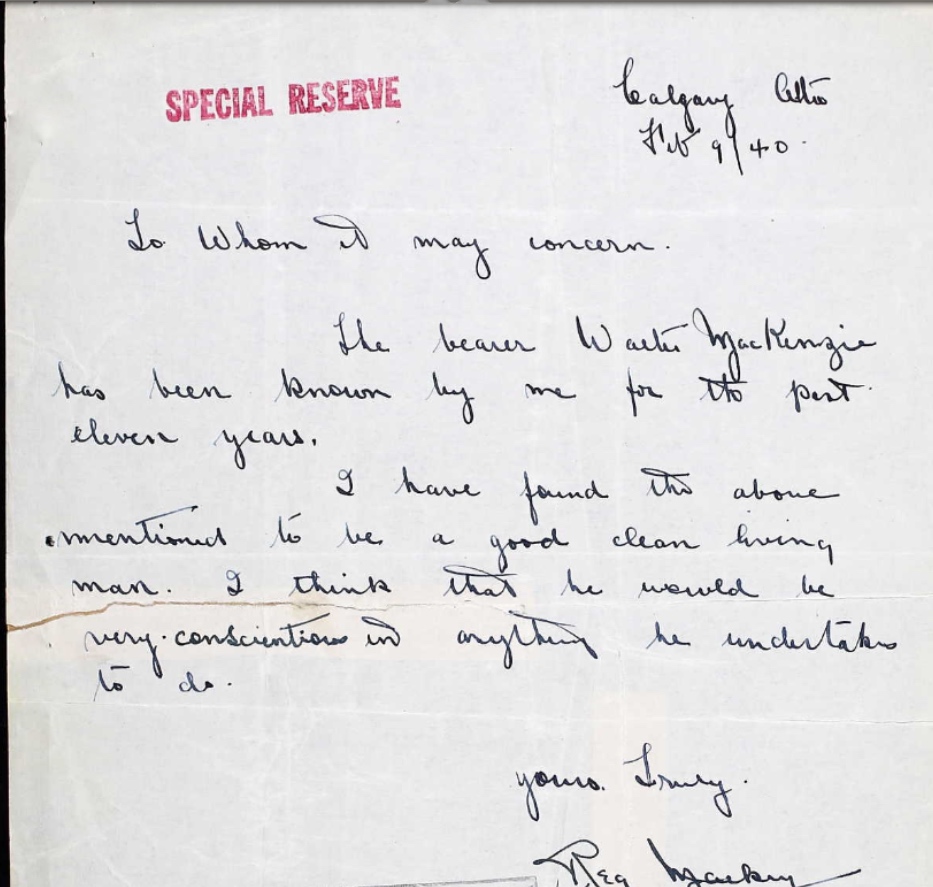 SPECIAL RESERVE
Calgary Alta
Feb 9/40.
To Whom it may concern.
The bearer Walter MacKenzie
has been known by me for the past
eleven years.
I have found the above
mentioned to be a good clean living
man. I think that he would be
very conscientious in anything he undertakes
to do.
yours Truly.
Reg